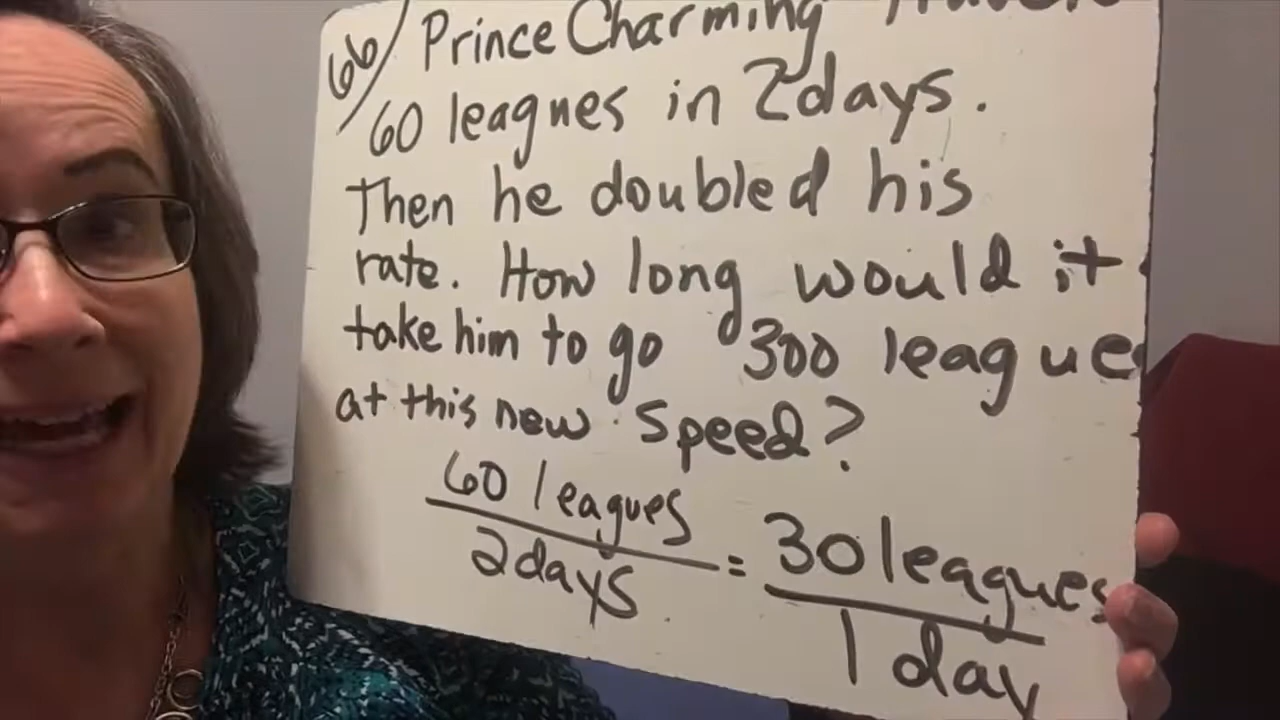 66/ Prince Charming
60 leagues in 2 days.
Then he doubled his
rate. How long would it
take him to go 300 league
at this new speed?
60 leagues
2 days
=
30 leagues
1 day